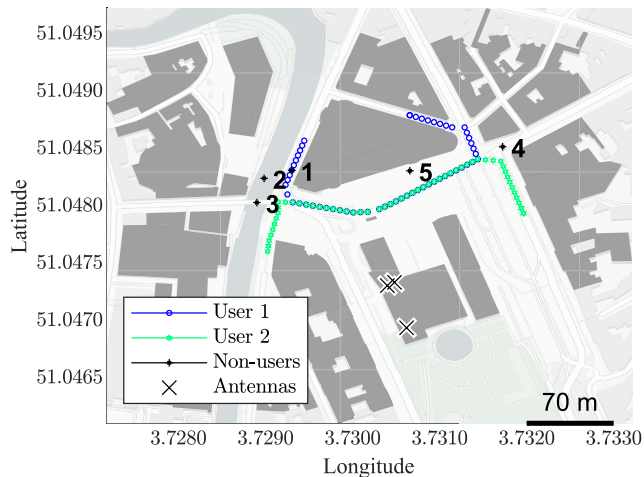 51.0495
51.0490
51.0485
51.0480
51.0475
51.0470
51.0465
Latitude
1
2
3
4
5
User 1
User 2
Non-users
Antennas
70 m
3.7280 3.7290 3.7300 3.7310 3.7320 3.7330
Longitude